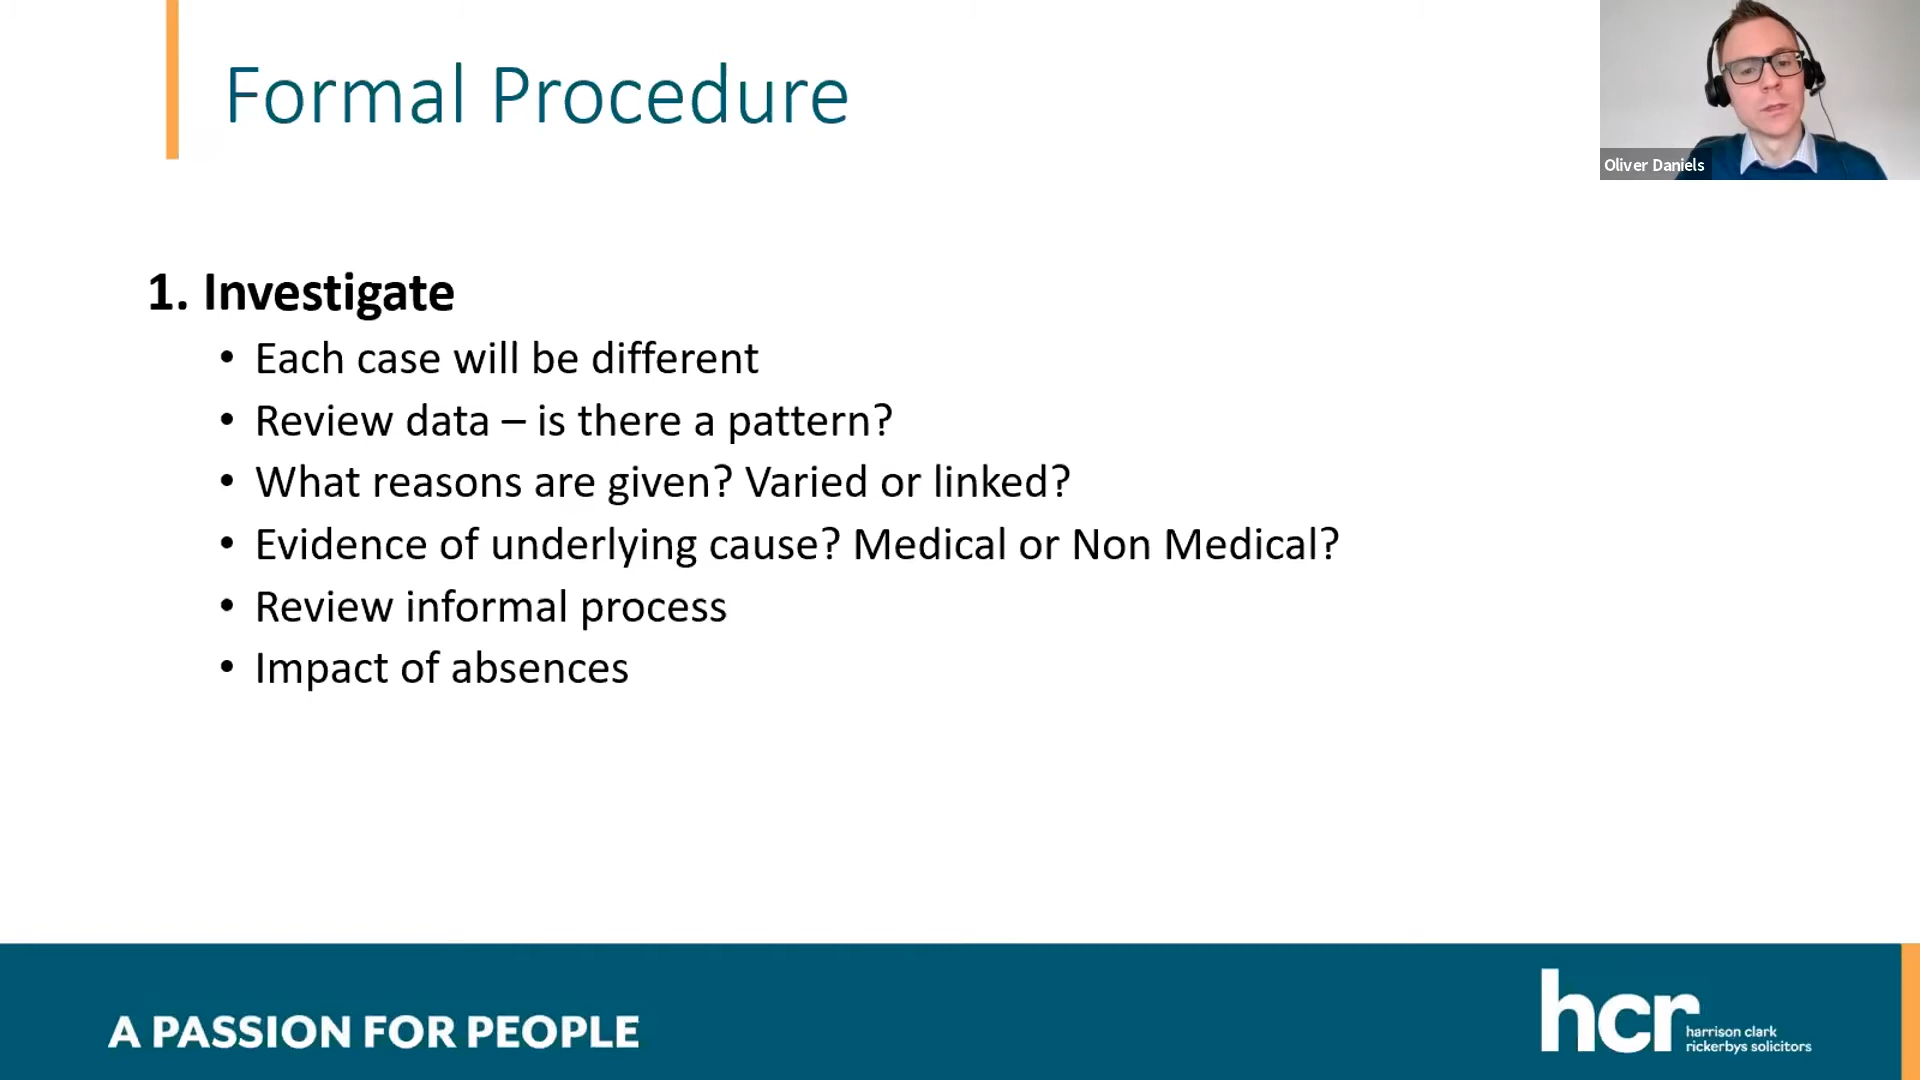 Formal Procedure
Oliver Daniels
1. Investigate
• Each case will be different
• Review data – is there a pattern?
• What reasons are given? Varied or linked?
• Evidence of underlying cause? Medical or Non Medical?
• Review informal process
• Impact of absences
A PASSION FOR PEOPLE
hcr
harrison clark
rickerbys solicitors